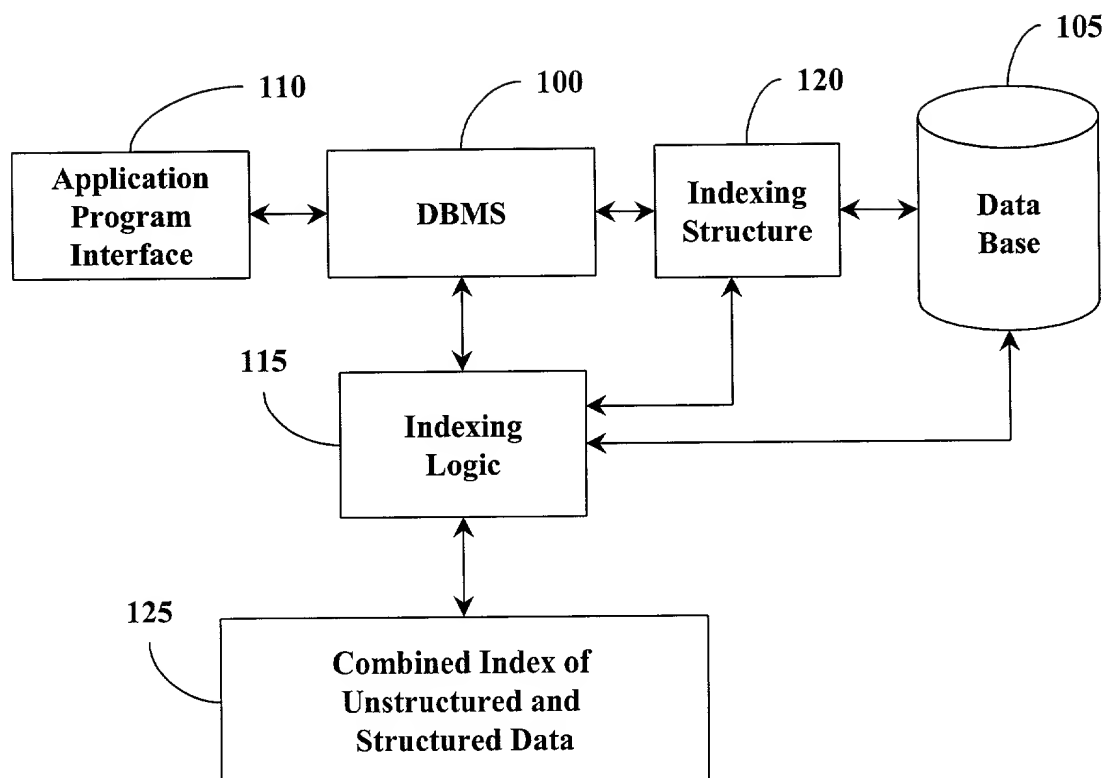 105
110
100
120
Application
Program
Interface
DBMS
Indexing
Structure
Data
Base
115
Indexing
Logic
125
Combined Index of
Unstructured and
Structured Data